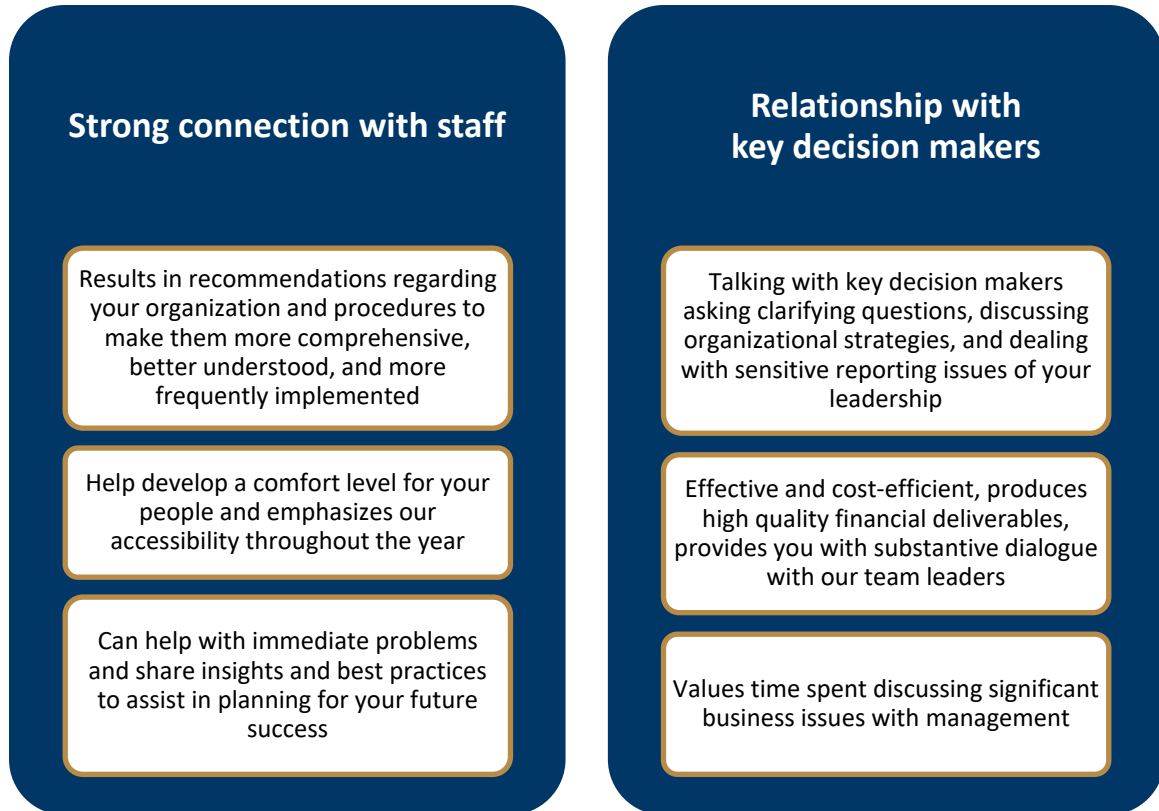 Strong connection with staff
Results in recommendations regarding
your organization and procedures to
make them more comprehensive,
better understood, and more
frequently implemented
Help develop a comfort level for your
people and emphasizes our
accessibility throughout the year
Can help with immediate problems
and share insights and best practices
to assist in planning for your future
success
Relationship with
key decision makers
Talking with key decision makers
asking clarifying questions, discussing
organizational strategies, and dealing
with sensitive reporting issues of your
leadership
Effective and cost-efficient, produces
high quality financial deliverables,
provides you with substantive dialogue
with our team leaders
Values time spent discussing significant
business issues with management